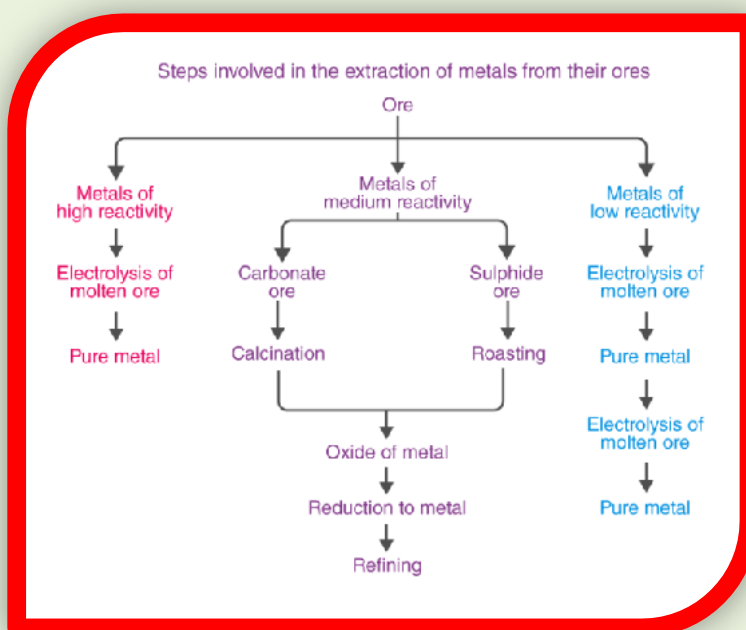 Steps involved in the extraction of metals from their ores
Ore
Metals of
high reactivity
Electrolysis of
molten ore
Pure metal
Metals of
medium reactivity
Carbonate
ore
Calcination
Sulphide
ore
Roasting
Oxide of metal
Reduction to metal
Refining
Metals of
low reactivity
Electrolysis of
molten ore
Pure metal
Electrolysis of
molten ore
Pure metal